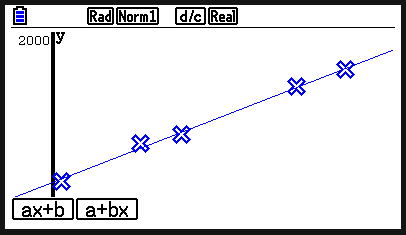 Rad Norm1 d/c Real
2000 y
ax+b a+bx